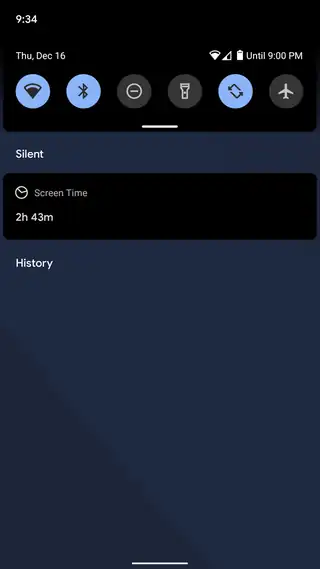 9:34
Thu, Dec 16
Until 9:00 PM
Silent
Screen Time
2h 43m
History